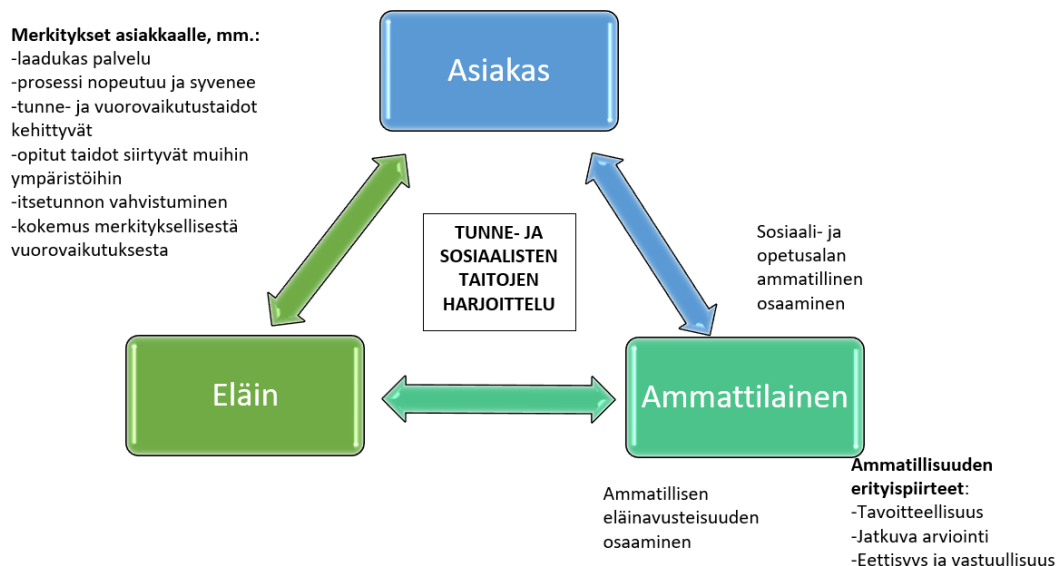 Merkitykset asiakkaalle, mm.:
-laadukas palvelu
-prosessi nopeutuu ja syvenee
-tunne- ja vuorovaikutustaidot
kehittyvät
-opitut taidot siirtyvät muihin
ympäristöihin
-itsetunnon vahvistuminen
-kokemus merkityksellisestä
vuorovaikutuksesta
Asiakas
TUNNE- JA
SOSIAALISTEN
TAITOJEN
HARJOITTELU
Sosiaali- ja
opetusalan
ammatillinen
osaaminen
Eläin
Ammattilainen
Ammatillisen
eläinavusteisuuden
osaaminen
Ammatillisuuden
erityispiirteet:
-Tavoitteellisuus
-Jatkuva arviointi
-Eettisyys ja vastuullisuus